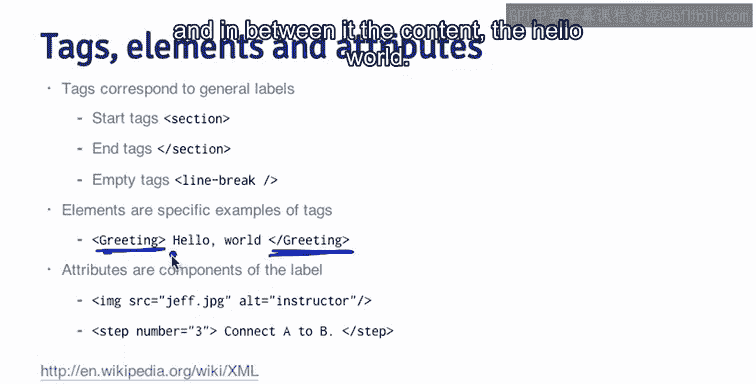 and in between it the content, the hello
world.
Tags, elements and attributes
• Tags correspond to general labels
- Start tags <section>
- End tags </section>
- Empty tags <line-break />
• Elements are specific examples of tags
- <Greeting> Hello, world </Greeting>
• Attributes are components of the label
- <img src="jeff.jpg" alt="instructor"/>
- <step number="3"> Connect A to B. </step>
http://en.wikipedia.org/wiki/XML